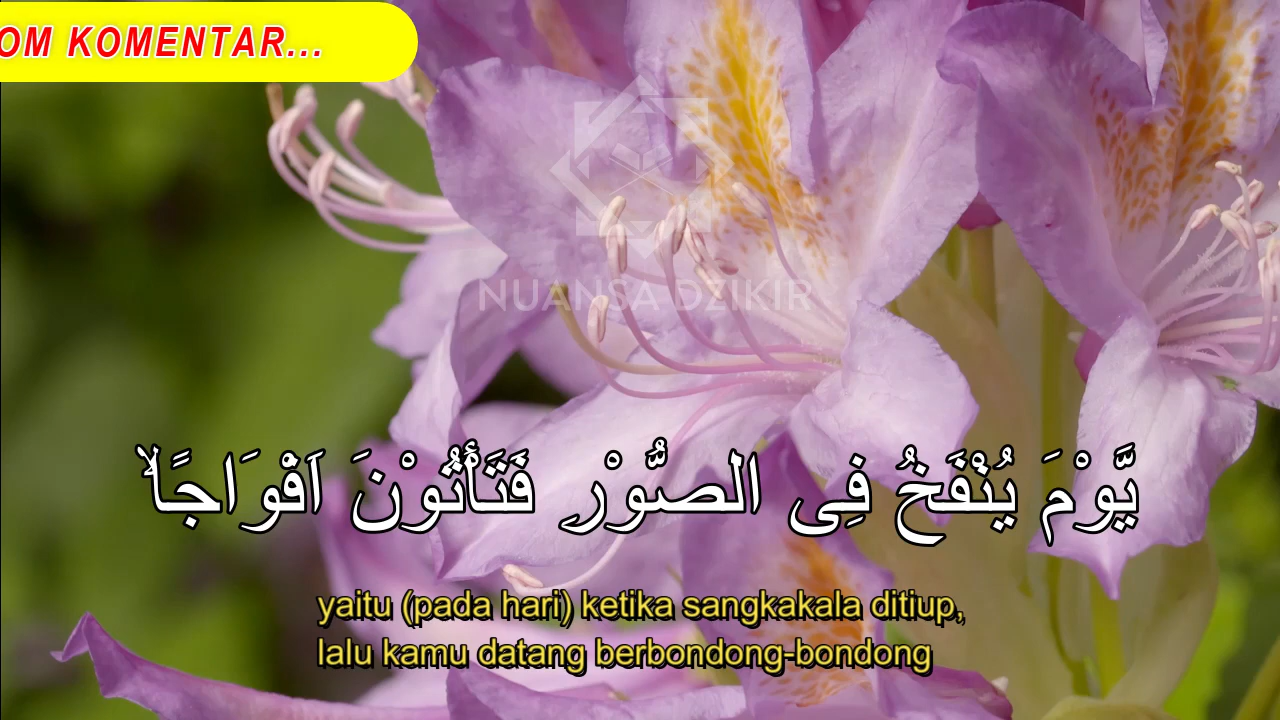 OM KOMENTAR...
NUANSA DZIKIR
يَّوْمَ يُنْفَخُ فِى الصُّوْرِ فَتَأْتُوْنَ اَفْوَاجًاۙ
yaitu (pada hari) ketika sangkakala ditiup,
lalu kamu datang berbondong-bondong